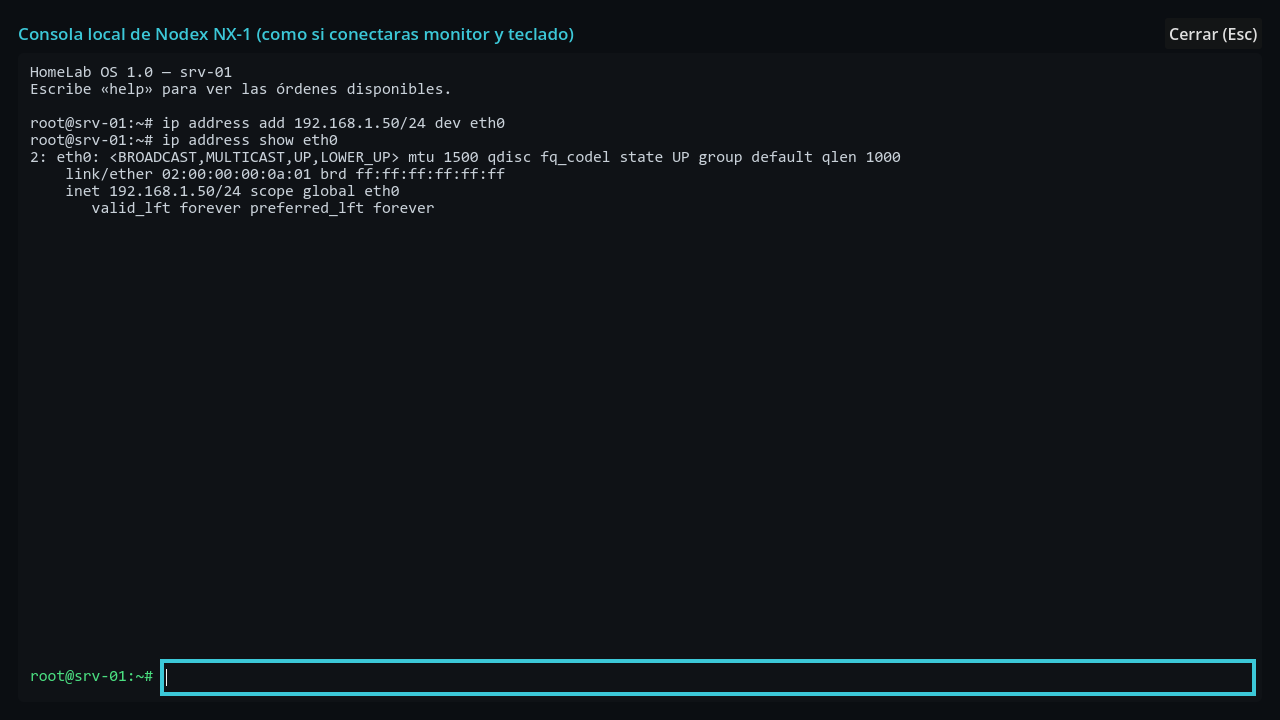 Consola local de Nodex NX-1 (como si conectaras monitor y teclado)
Cerrar (Esc)
HomeLab OS 1.0 — srv-01
Escribe «help» para ver las órdenes disponibles.
root@srv-01:~# ip address add 192.168.1.50/24 dev eth0
root@srv-01:~# ip address show eth0
2: eth0: <BROADCAST,MULTICAST,UP,LOWER_UP> mtu 1500 qdisc fq_codel state UP group default qlen 1000
    link/ether 02:00:00:00:0a:01 brd ff:ff:ff:ff:ff:ff
    inet 192.168.1.50/24 scope global eth0
       valid_lft forever preferred_lft forever
root@srv-01:~#